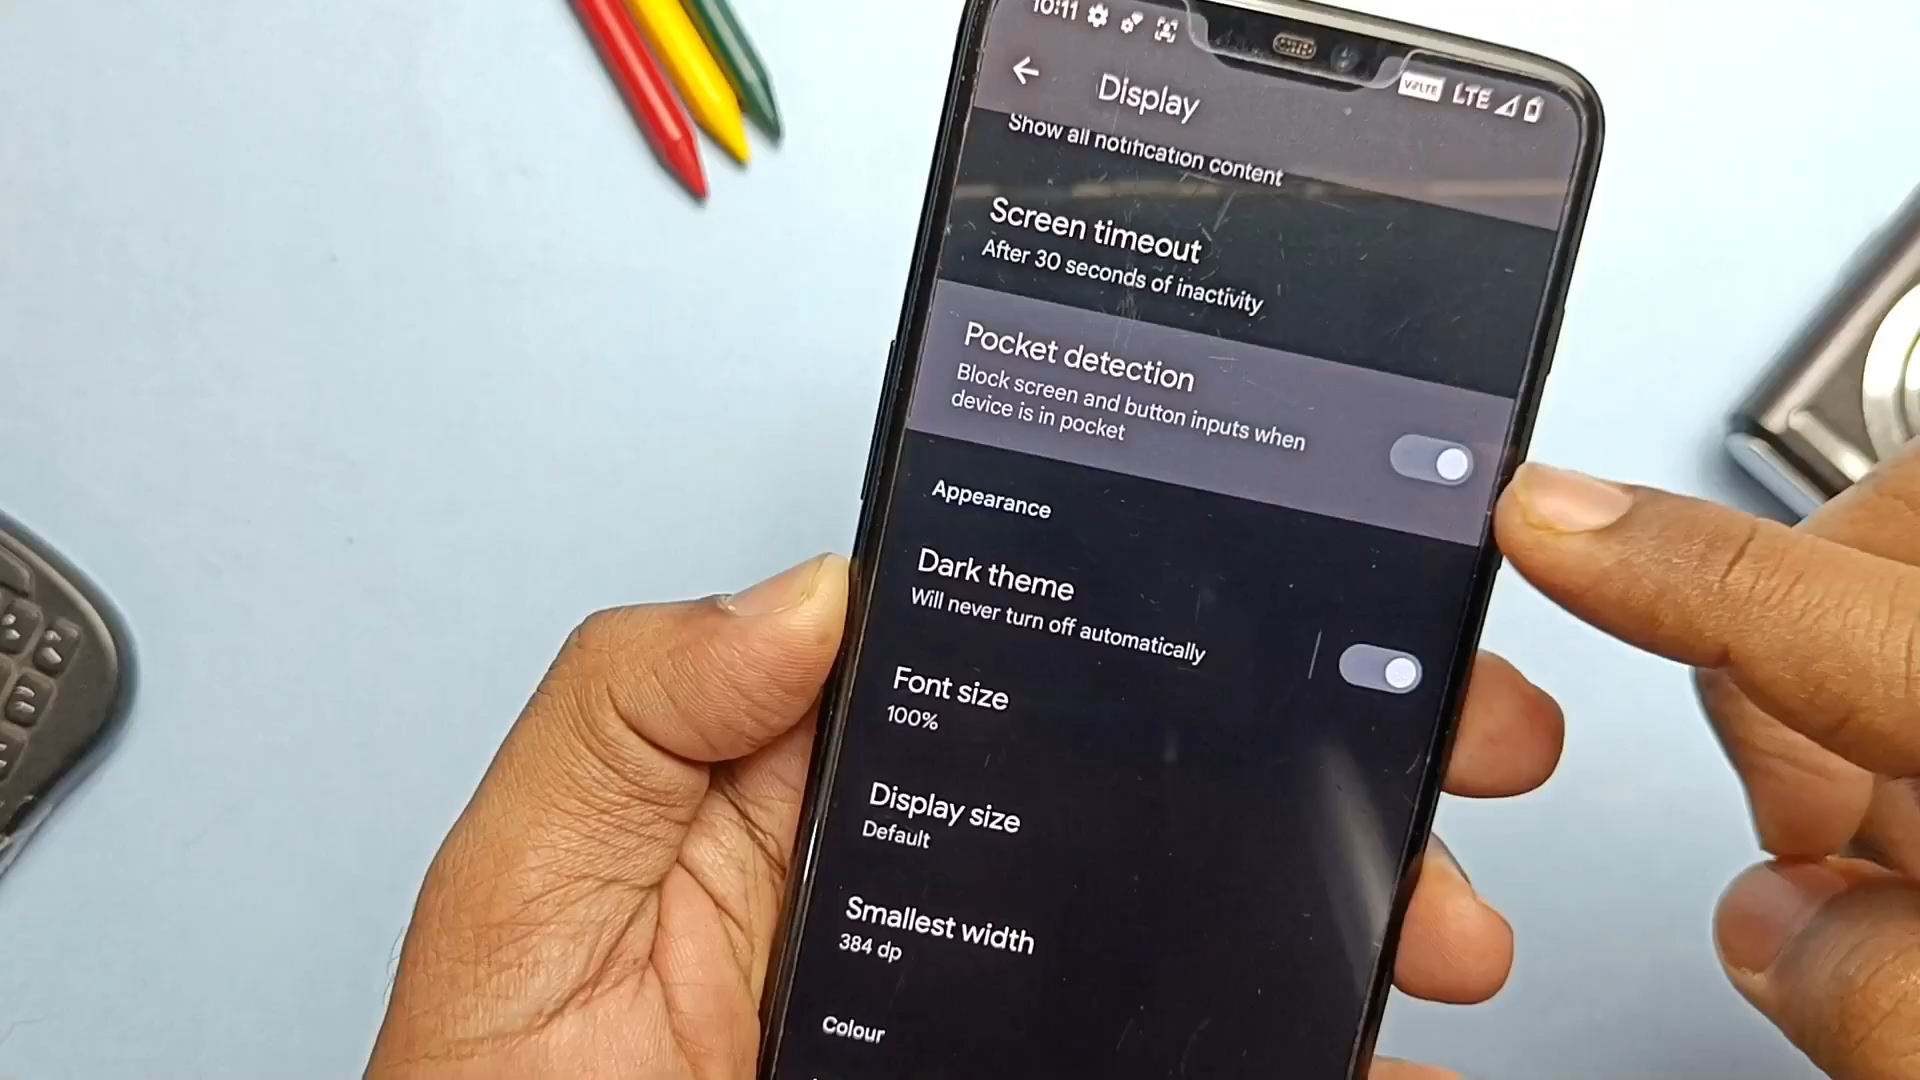 10:11 VoLTE LTE
Display
Show all notification content
Screen timeout
After 30 seconds of inactivity
Pocket detection
Block screen and button inputs when
device is in pocket
Appearance
Dark theme
Will never turn off automatically
Font size
100%
Display size
Default
Smallest width
384 dp
Colour